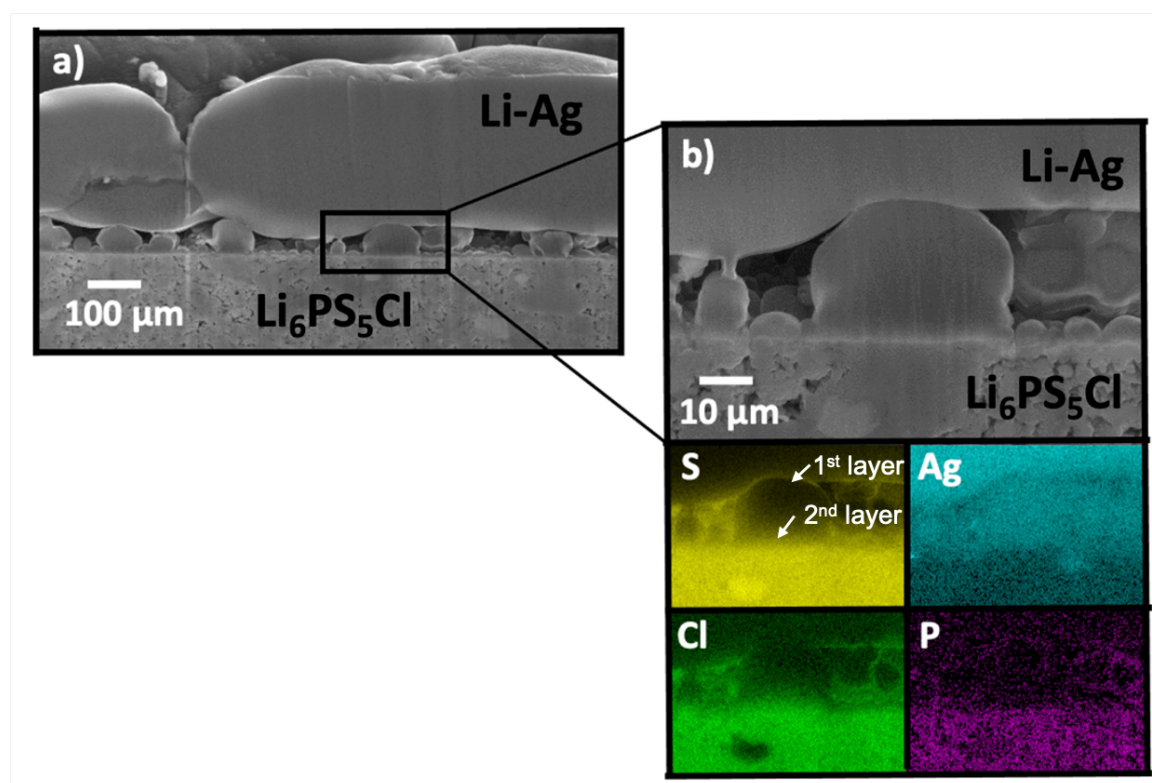 a)
Li-Ag
100 µm
Li₆PS₅Cl
b)
Li-Ag
10 µm
Li₆PS₅Cl
S
1st layer
2nd layer
Ag
Cl
P